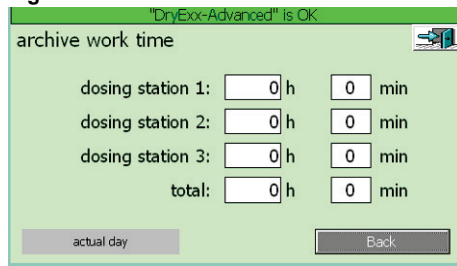 "DryExx-Advanced" is OK
archive work time
dosing station 1: 0 h 0 min
dosing station 2: 0 h 0 min
dosing station 3: 0 h 0 min
total: 0 h 0 min
actual day Back